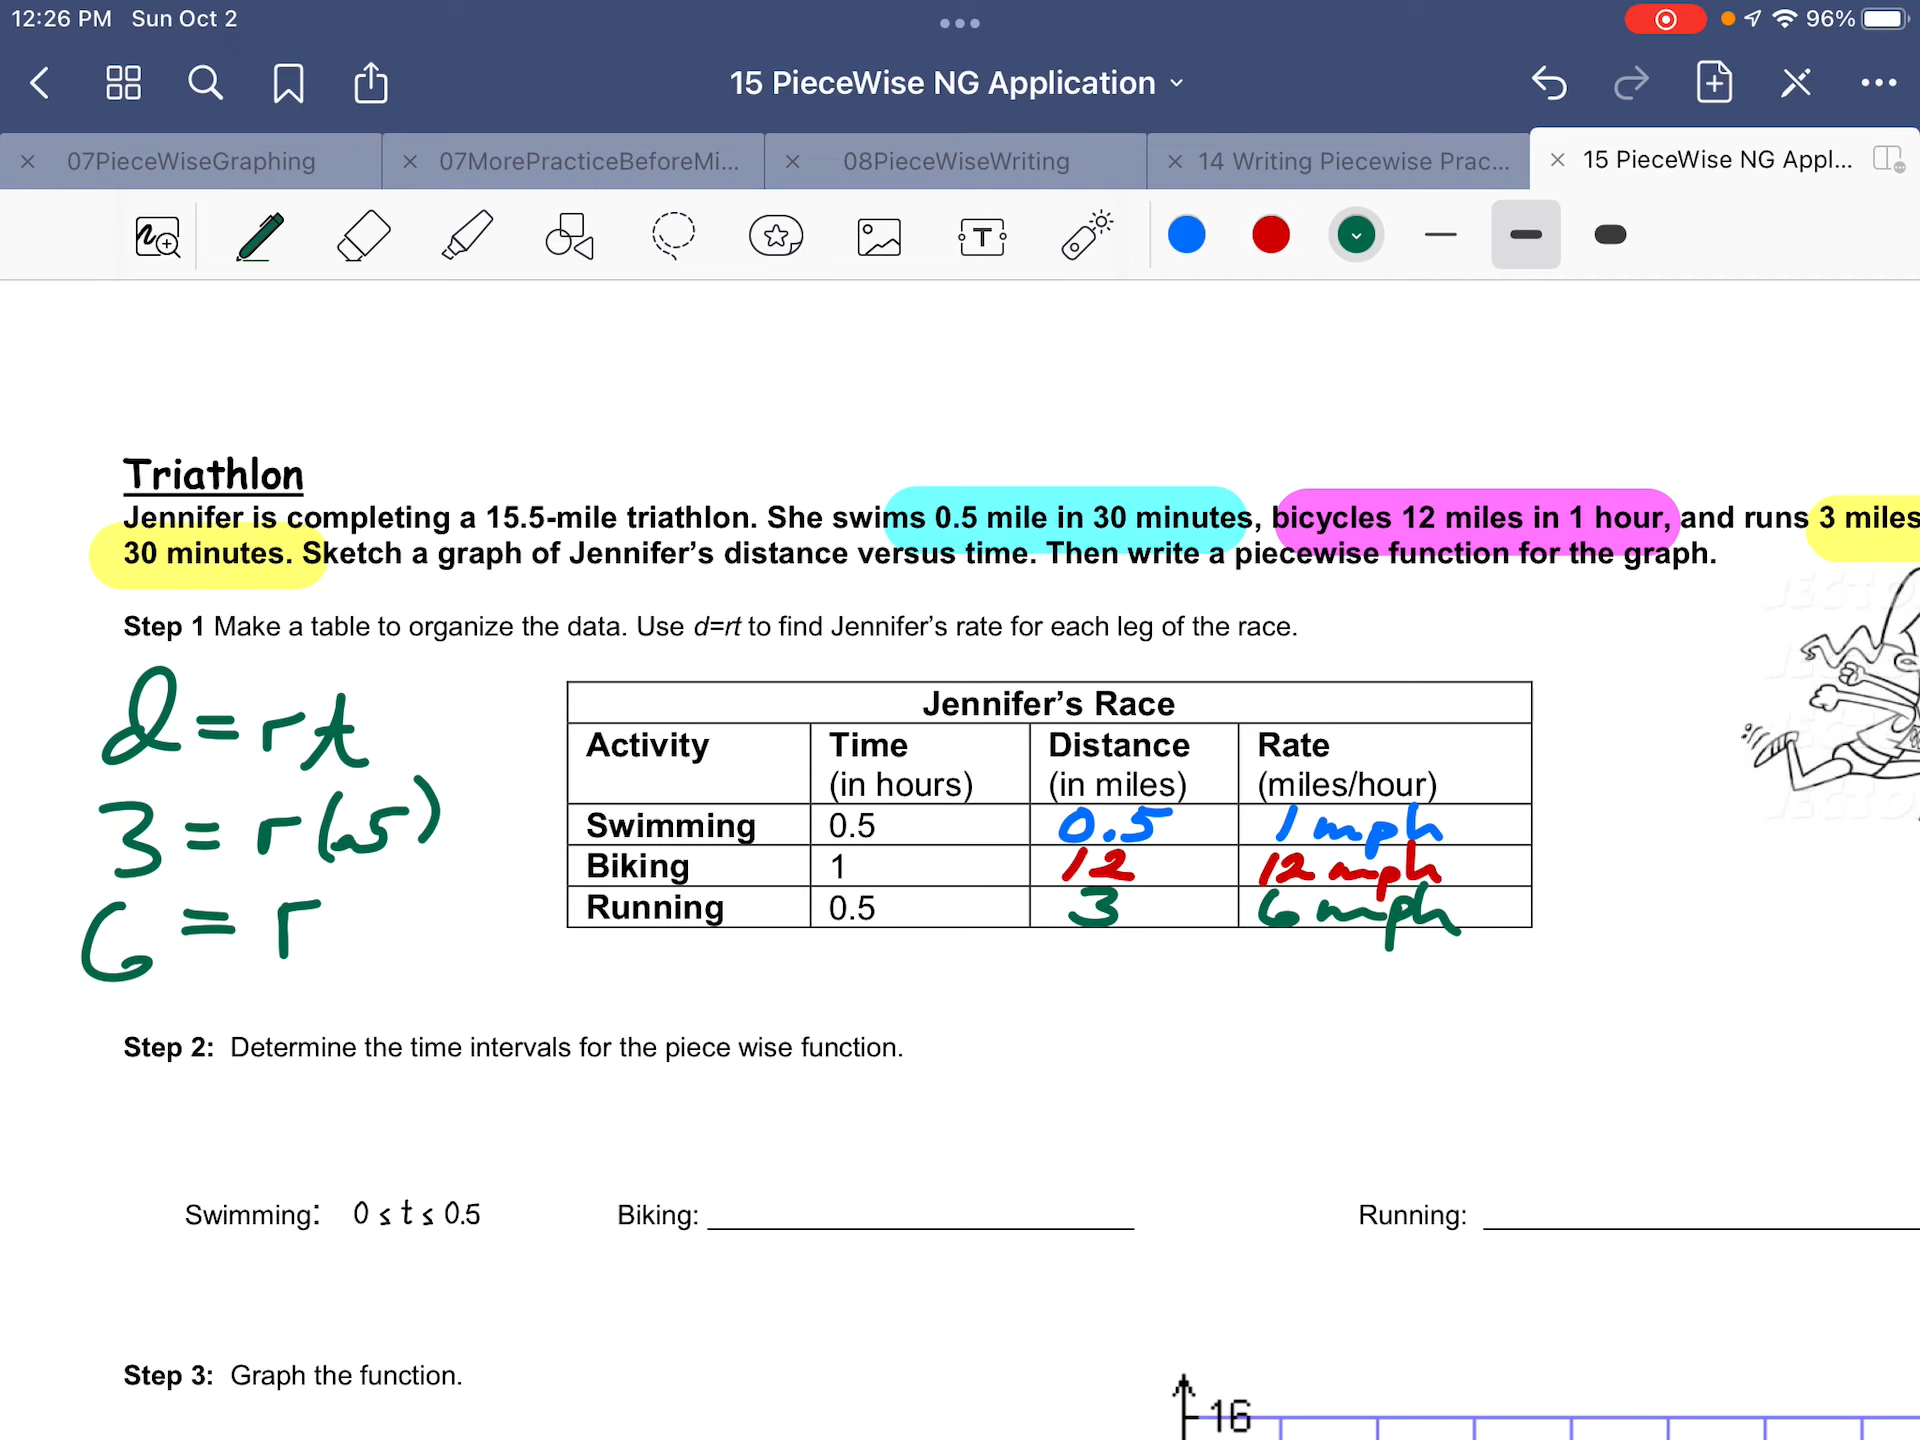 12:26 PM Sun Oct 2
96%
15 PieceWise NG Application
07PieceWiseGraphing
07MorePracticeBeforeMi...
08PieceWiseWriting
14 Writing Piecewise Prac...
15 PieceWise NG Appl...
T
Triathlon
Jennifer is completing a 15.5-mile triathlon. She swims 0.5 mile in 30 minutes, bicycles 12 miles in 1 hour, and runs 3 miles
30 minutes. Sketch a graph of Jennifer's distance versus time. Then write a piecewise function for the graph.
Step 1 Make a table to organize the data. Use d=rt to find Jennifer's rate for each leg of the race.
d = rt
3 = r(.5)
6 = r
Jennifer's Race
Activity Time (in hours) Distance (in miles) Rate (miles/hour)
Swimming 0.5 0.5 1 mph
Biking 1 12 12 mph
Running 0.5 3 6 mph
Step 2: Determine the time intervals for the piece wise function.
Swimming: 0 ≤ t ≤ 0.5 Biking: Running:
Step 3: Graph the function.
16